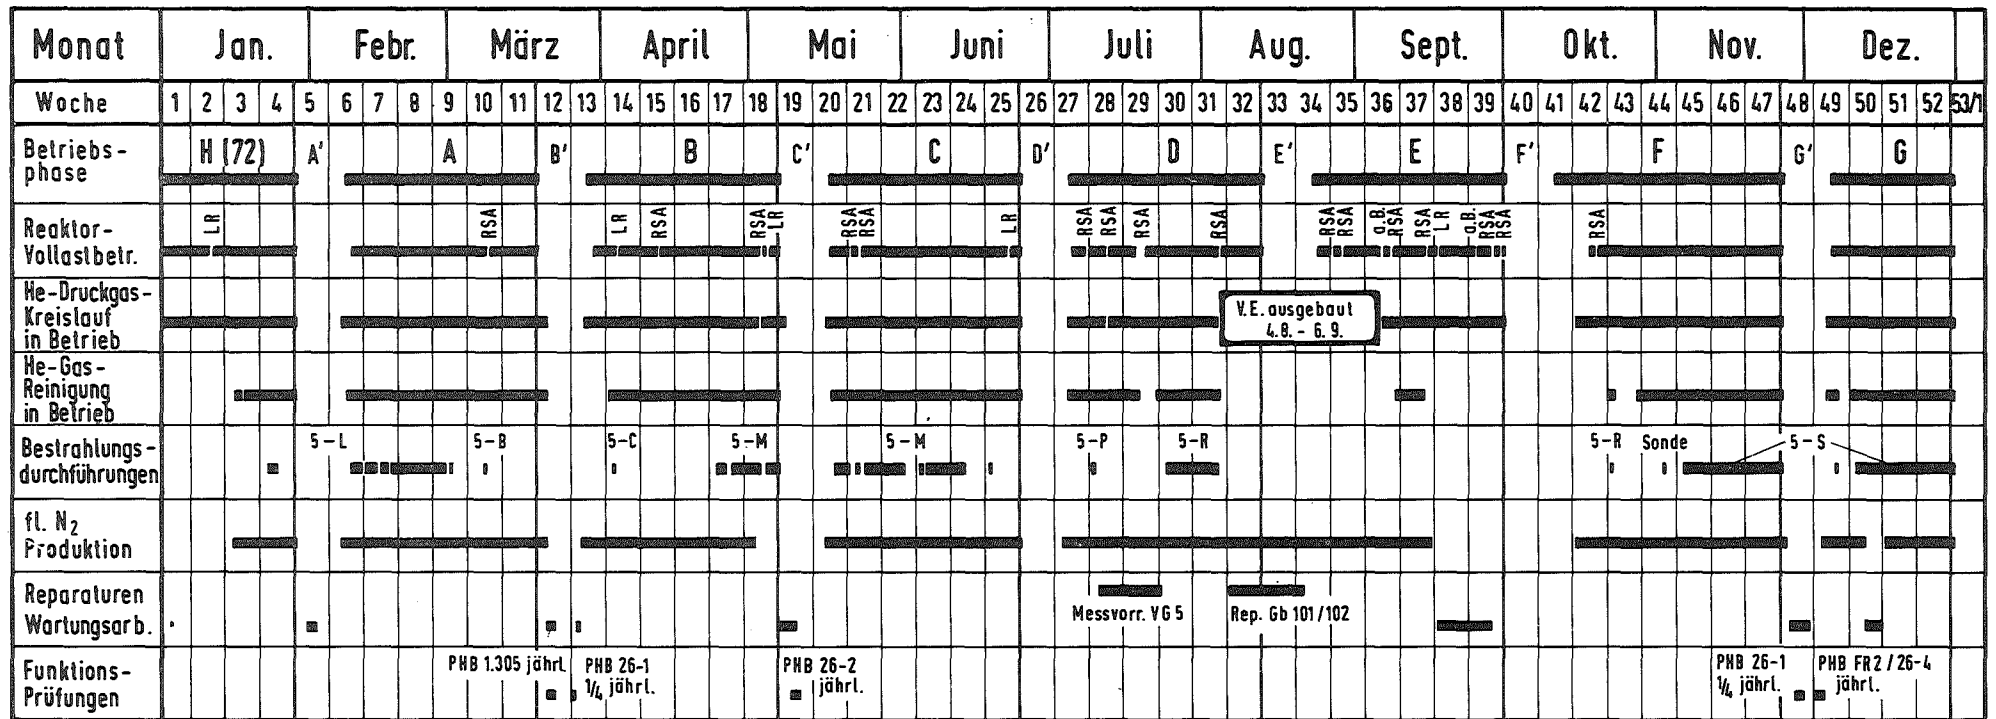 Monat Jan. Febr. März April Mai Juni Juli Aug. Sept. Okt. Nov. Dez.
Woche 1 2 3 4 5 6 7 8 9 10 11 12 13 14 15 16 17 18 19 20 21 22 23 24 25 26 27 28 29 30 31 32 33 34 35 36 37 38 39 40 41 42 43 44 45 46 47 48 49 50 51 52 53/1
Betriebs-
phase
H (72) A' A B' B C' C D' D E' E F' F G' G
Reaktor-
Vollastbetr.
LR RSA LR RSA RSA LR RSA RSA LR RSA RSA RSA RSA RSA RSA a.B. RSA RSA LR a.B. RSA RSA RSA
He-Druckgas-
Kreislauf
in Betrieb
V.E. ausgebaut
4.8. - 6.9.
He-Gas-
Reinigung
in Betrieb
Bestrahlungs-
durchführungen
5-L 5-B 5-C 5-M 5-M 5-P 5-R 5-R Sonde 5-S
fl. N2
Produktion
Reparaturen
Wartungsarb.
Messvorr. VG 5 Rep. Gb 101/102
Funktions-
Prüfungen
PHB 1.305 jährl.
PHB 26-1
1/4 jährl.
PHB 26-2
jährl.
PHB 26-1
1/4 jährl.
PHB FR2 / 26-4
jährl.